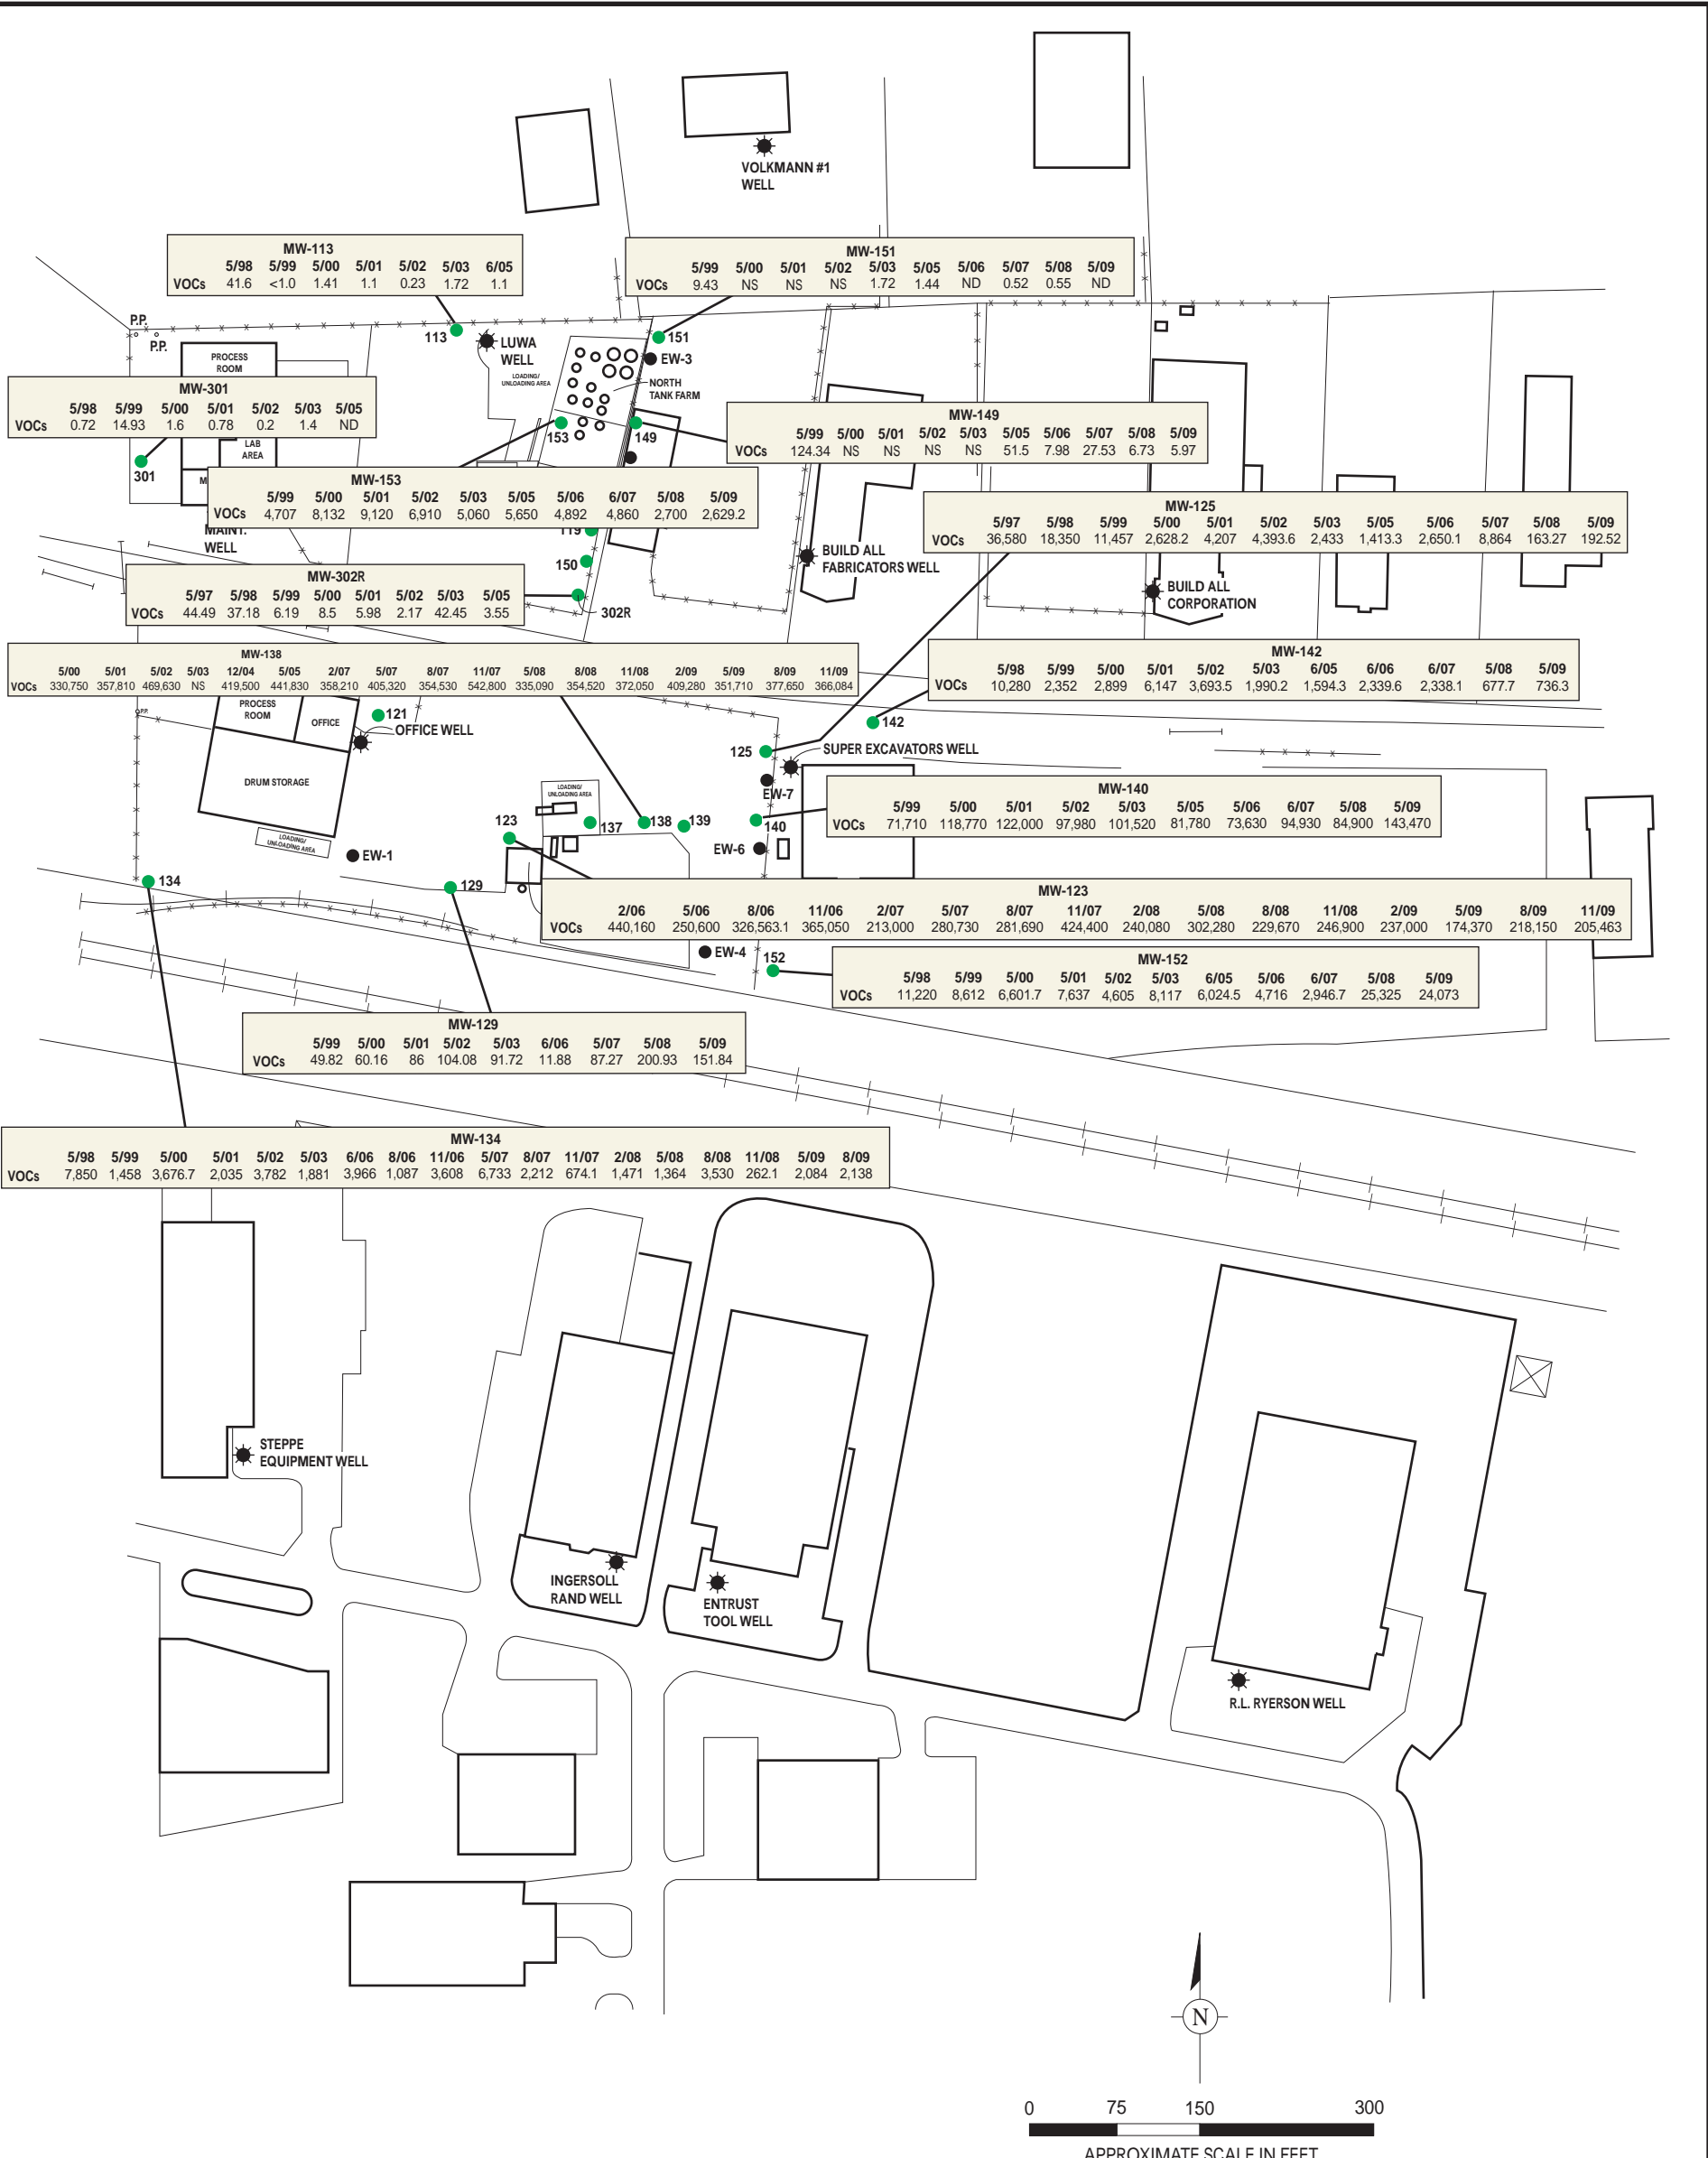 VOLKMANN #1
WELL
MW-113
5/98 5/99 5/00 5/01 5/02 5/03 6/05
VOCs 41.6 <1.0 1.41 1.1 0.23 1.72 1.1
MW-151
5/99 5/00 5/01 5/02 5/03 5/05 5/06 5/07 5/08 5/09
VOCs 9.43 NS NS NS 1.72 1.44 ND 0.52 0.55 ND
P.P.
P.P.
113
LUWA
WELL
151
EW-3
PROCESS
ROOM
LOADING/
UNLOADING AREA
NORTH
TANK FARM
MW-301
5/98 5/99 5/00 5/01 5/02 5/03 5/05
VOCs 0.72 14.93 1.6 0.78 0.2 1.4 ND
MW-149
5/99 5/00 5/01 5/02 5/03 5/05 5/06 5/07 5/08 5/09
VOCs 124.34 NS NS NS NS 51.5 7.98 27.53 6.73 5.97
153
149
LAB
AREA
301
M
MW-153
5/99 5/00 5/01 5/02 5/03 5/05 5/06 6/07 5/08 5/09
VOCs 4,707 8,132 9,120 6,910 5,060 5,650 4,892 4,860 2,700 2,629.2
MW-125
5/97 5/98 5/99 5/00 5/01 5/02 5/03 5/05 5/06 5/07 5/08 5/09
VOCs 36,580 18,350 11,457 2,628.2 4,207 4,393.6 2,433 1,413.3 2,650.1 8,864 163.27 192.52
MAINT.
WELL
119
150
BUILD ALL
FABRICATORS WELL
BUILD ALL
CORPORATION
MW-302R
5/97 5/98 5/99 5/00 5/01 5/02 5/03 5/05
VOCs 44.49 37.18 6.19 8.5 5.98 2.17 42.45 3.55
302R
MW-138
5/00 5/01 5/02 5/03 12/04 5/05 2/07 5/07 8/07 11/07 5/08 8/08 11/08 2/09 5/09 8/09 11/09
VOCs 330,750 357,810 469,630 NS 419,500 441,830 358,210 405,320 354,530 542,800 335,090 354,520 372,050 409,280 351,710 377,650 366,084
MW-142
5/98 5/99 5/00 5/01 5/02 5/03 6/05 6/06 6/07 5/08 5/09
VOCs 10,280 2,352 2,899 6,147 3,693.5 1,990.2 1,594.3 2,339.6 2,338.1 677.7 736.3
P.P.
PROCESS
ROOM
OFFICE
121
OFFICE WELL
142
125
SUPER EXCAVATORS WELL
DRUM STORAGE
EW-7
LOADING/
UNLOADING AREA
MW-140
5/99 5/00 5/01 5/02 5/03 5/05 5/06 6/07 5/08 5/09
VOCs 71,710 118,770 122,000 97,980 101,520 81,780 73,630 94,930 84,900 143,470
123
137
138
139
140
LOADING/
UNLOADING AREA
EW-1
EW-6
134
129
MW-123
2/06 5/06 8/06 11/06 2/07 5/07 8/07 11/07 2/08 5/08 8/08 11/08 2/09 5/09 8/09 11/09
VOCs 440,160 250,600 326,563.1 365,050 213,000 280,730 281,690 424,400 240,080 302,280 229,670 246,900 237,000 174,370 218,150 205,463
EW-4
152
MW-152
5/98 5/99 5/00 5/01 5/02 5/03 6/05 5/06 6/07 5/08 5/09
VOCs 11,220 8,612 6,601.7 7,637 4,605 8,117 6,024.5 4,716 2,946.7 25,325 24,073
MW-129
5/99 5/00 5/01 5/02 5/03 6/06 5/07 5/08 5/09
VOCs 49.82 60.16 86 104.08 91.72 11.88 87.27 200.93 151.84
MW-134
5/98 5/99 5/00 5/01 5/02 5/03 6/06 8/06 11/06 5/07 8/07 11/07 2/08 5/08 8/08 11/08 5/09 8/09
VOCs 7,850 1,458 3,676.7 2,035 3,782 1,881 3,966 1,087 3,608 6,733 2,212 674.1 1,471 1,364 3,530 262.1 2,084 2,138
STEPPE
EQUIPMENT WELL
INGERSOLL
RAND WELL
ENTRUST
TOOL WELL
R.L. RYERSON WELL
N
0 75 150 300
APPROXIMATE SCALE IN FEET